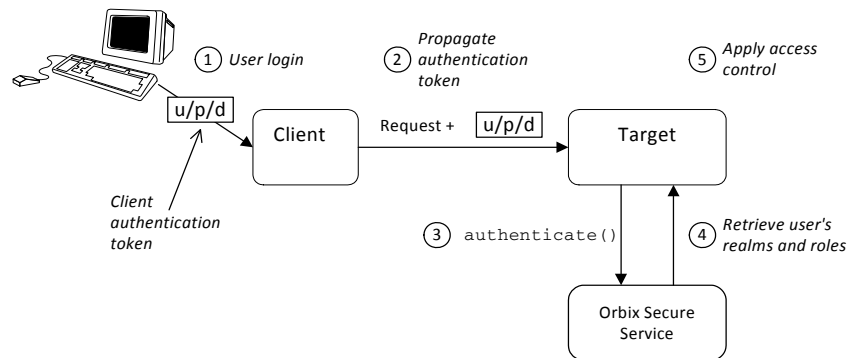 1 User login
2 Propagate
authentication
token
5 Apply access
control
u/p/d
Client
Request + u/p/d
Target
Client
authentication
token
3 authenticate()
4 Retrieve user's
realms and roles
Orbix Secure
Service